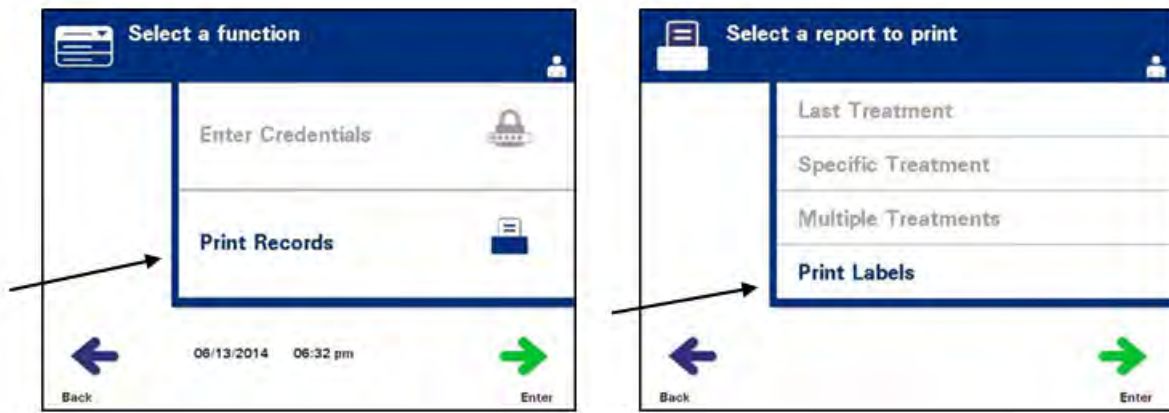 Select a function
Enter Credentials
Print Records
06/13/2014 06:32 pm
Back
Enter
Select a report to print
Last Treatment
Specific Treatment
Multiple Treatments
Print Labels
Back
Enter